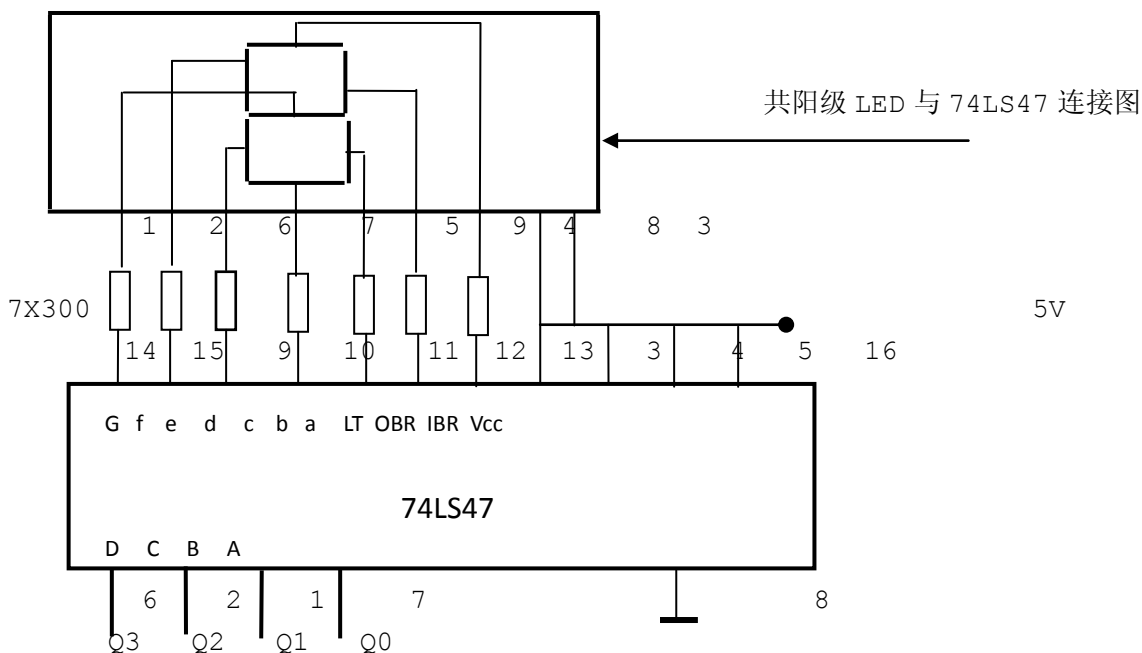 共阳级 LED 与 74LS47 连接图
1 2 6 7 5 9 4 8 3
7X300 5V
14 15 9 10 11 12 13 3 4 5 16
G f e d c b a LT OBR IBR Vcc
74LS47
D C B A
6 2 1 7 8
Q3 Q2 Q1 Q0